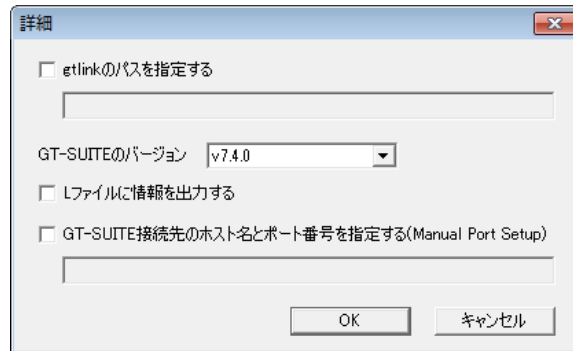 詳細
gtlinkのパスを指定する
GT-SUITEのバージョン v7.4.0
Lファイルに情報を出力する
GT-SUITE接続先のホスト名とポート番号を指定する(Manual Port Setup)
OK キャンセル